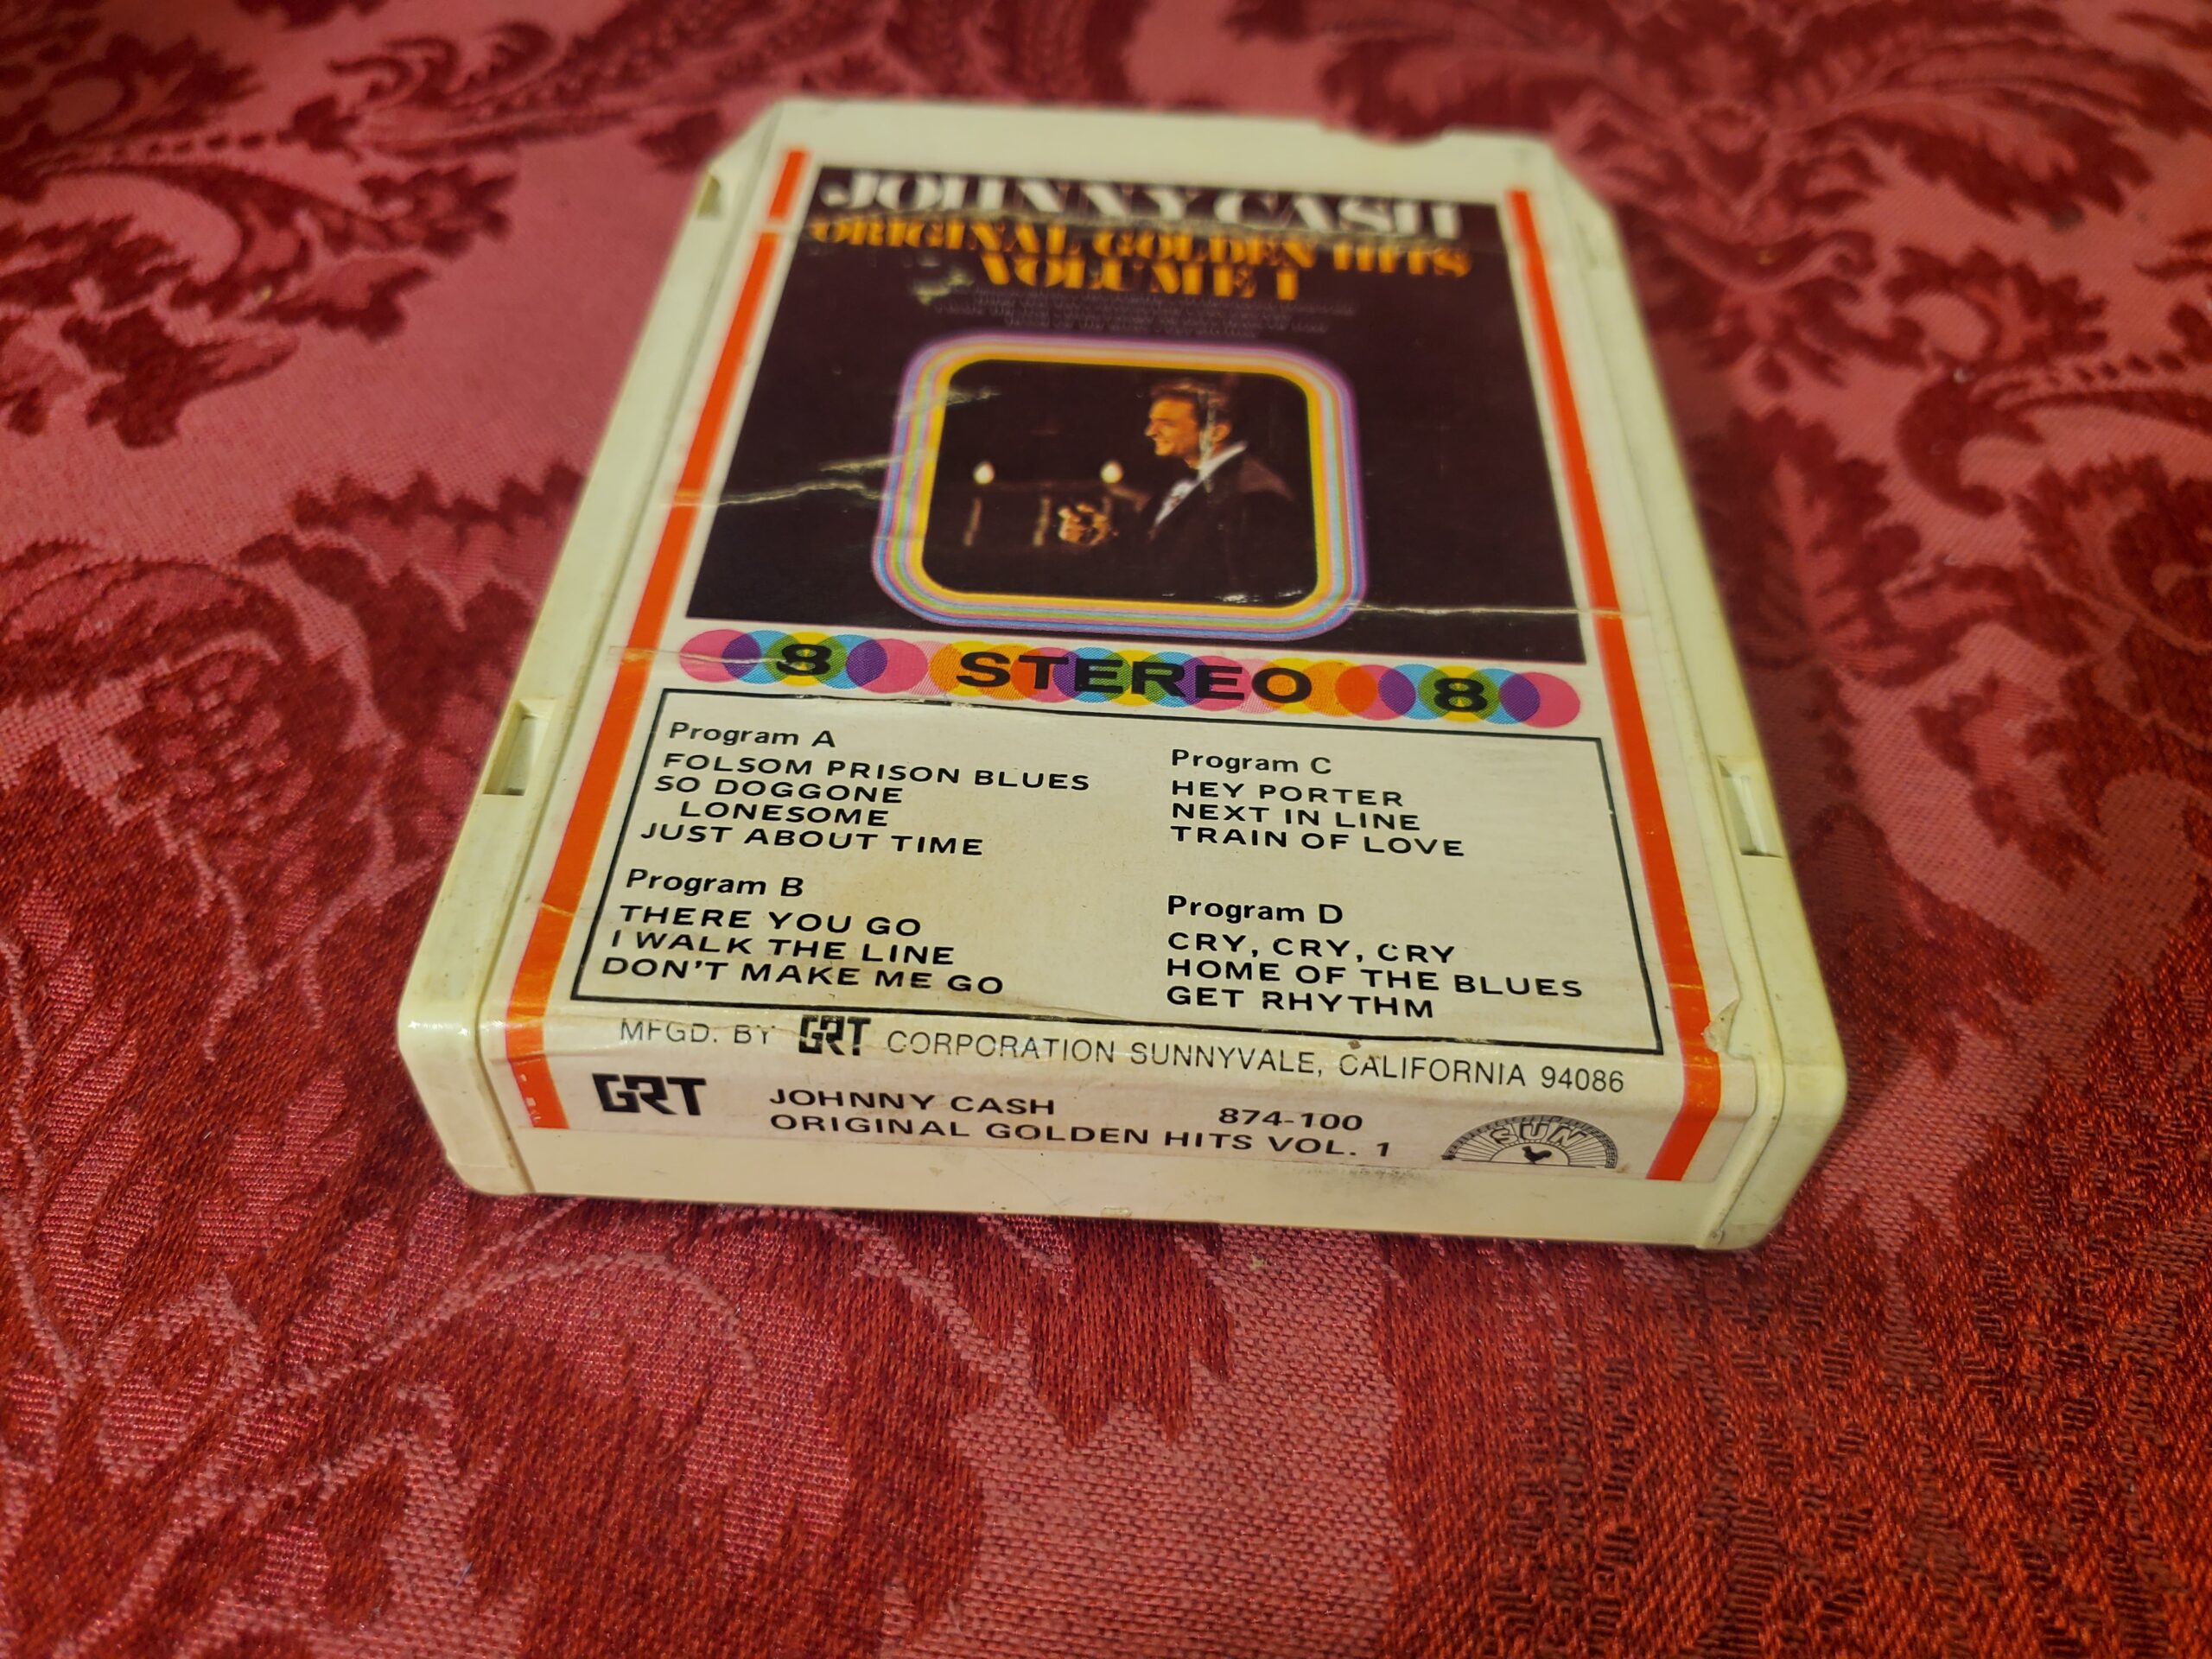 JOHNNY CASH
ORIGINAL GOLDEN HITS
VOLUME 1
8 STEREO 8
Program A
FOLSOM PRISON BLUES
SO DOGGONE
LONESOME
JUST ABOUT TIME
Program B
THERE YOU GO
I WALK THE LINE
DON'T MAKE ME GO
Program C
HEY PORTER
NEXT IN LINE
TRAIN OF LOVE
Program D
CRY, CRY, CRY
HOME OF THE BLUES
GET RHYTHM
MFGD. BY GRT CORPORATION SUNNYVALE, CALIFORNIA 94086
GRT
JOHNNY CASH 874-100
ORIGINAL GOLDEN HITS VOL. 1
SUN